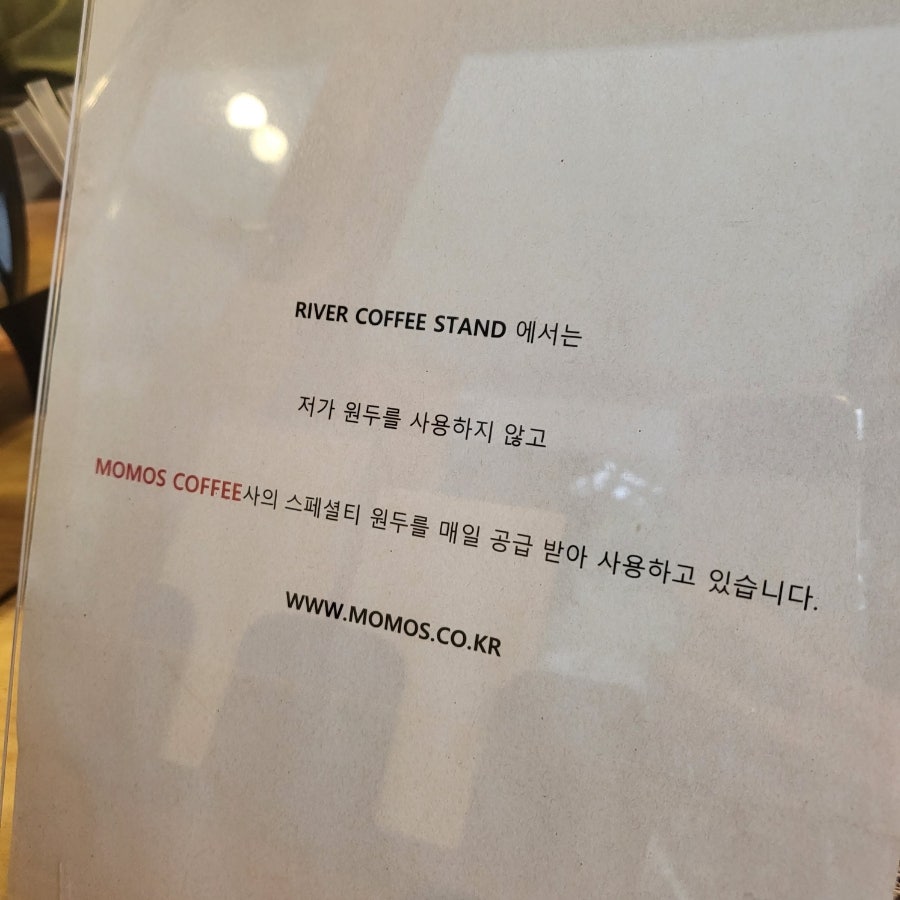 RIVER COFFEE STAND 에서는
저가 원두를 사용하지 않고
MOMOS COFFEE사의 스페셜티 원두를 매일 공급 받아 사용하고 있습니다.
WWW.MOMOS.CO.KR